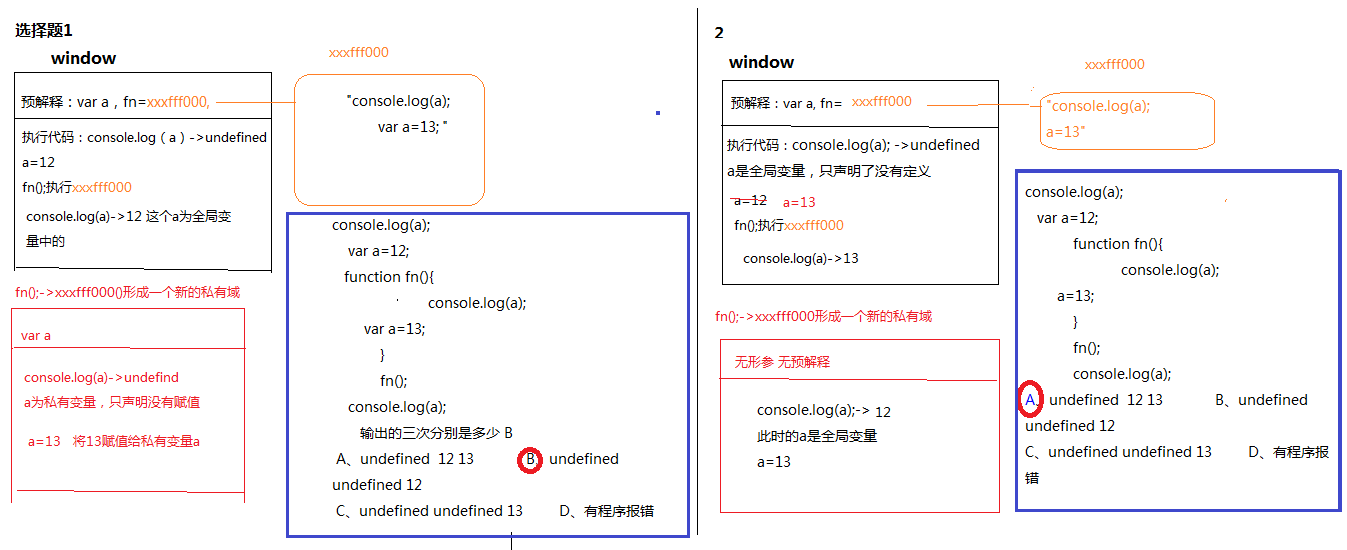 选择题1
window
xxxfff000
预解释：var a，fn=xxxfff000,
"console.log(a);
var a=13; "
执行代码：console.log（a）->undefined
a=12
fn();执行xxxfff000
console.log(a)->12 这个a为全局变
量中的
fn();->xxxfff000()形成一个新的私有域
var a
console.log(a)->undefind
a为私有变量，只声明没有赋值
a=13 将13赋值给私有变量a
console.log(a);
var a=12;
function fn(){
console.log(a);
var a=13;
}
fn();
console.log(a);
输出的三次分别是多少 B
A、undefined 12 13 B、undefined
undefined 12
C、undefined undefined 13 D、有程序报错
2
window
xxxfff000
预解释：var a, fn= xxxfff000
"console.log(a);
a=13"
执行代码：console.log(a); ->undefined
a是全局变量，只声明了没有定义
a=12 a=13
fn();执行xxxfff000
console.log(a)->13
fn();->xxxfff000形成一个新的私有域
无形参 无预解释
console.log(a);-> 12
此时的a是全局变量
a=13
console.log(a);
var a=12;
function fn(){
console.log(a);
a=13;
}
fn();
console.log(a);
A、undefined 12 13 B、undefined
undefined 12
C、undefined undefined 13 D、有程序报
错